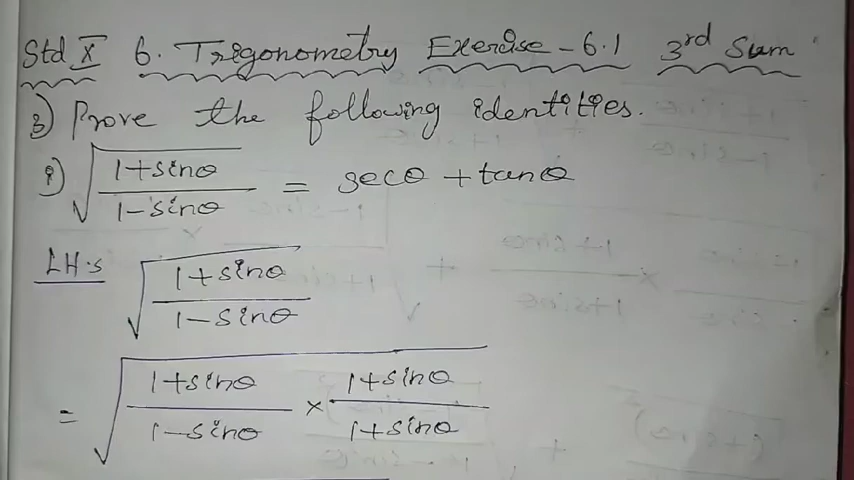 Std X 6. Trigonometry Exercise - 6.1 3rd Sum
3) Prove the following identities.
i) √(1+sinθ / 1-sinθ) = secθ + tanθ
LH.S √(1+sinθ / 1-sinθ)
= √(1+sinθ / 1-sinθ × 1+sinθ / 1+sinθ)